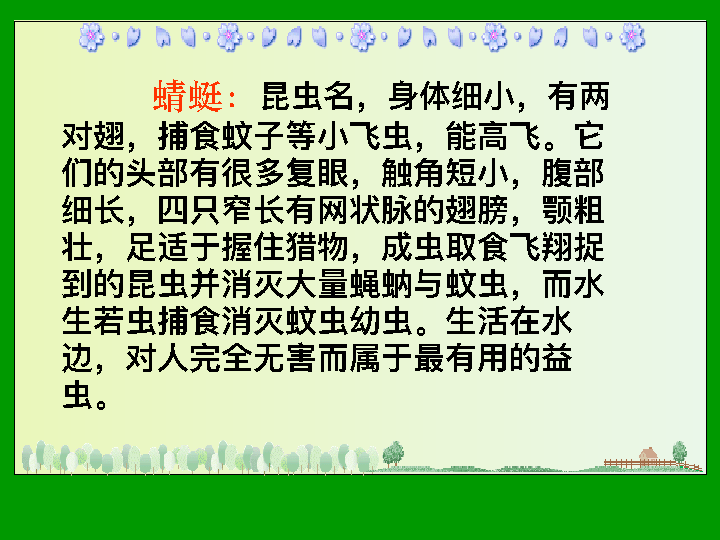 蜻蜓：昆虫名，身体细小，有两
对翅，捕食蚊子等小飞虫，能高飞。它
们的头部有很多复眼，触角短小，腹部
细长，四只窄长有网状脉的翅膀，颚粗
壮，足适于握住猎物，成虫取食飞翔捉
到的昆虫并消灭大量蝇蚋与蚊虫，而水
生若虫捕食消灭蚊虫幼虫。生活在水
边，对人完全无害而属于最有用的益
虫。